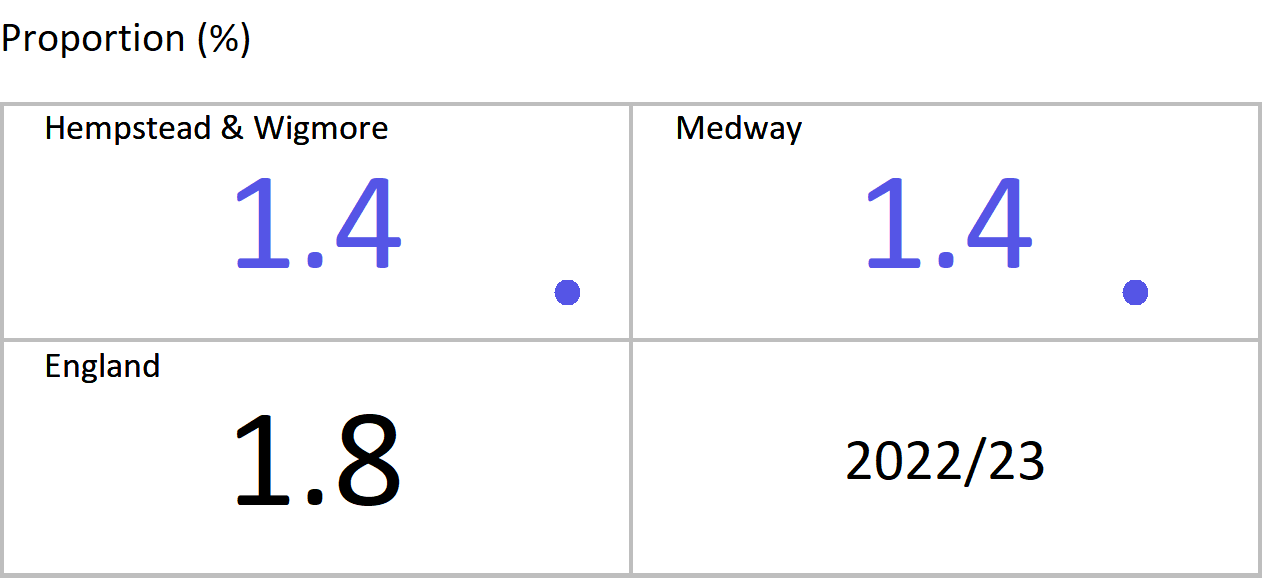 Proportion (%)
Hempstead & Wigmore
1.4
Medway
1.4
England
1.8
2022/23